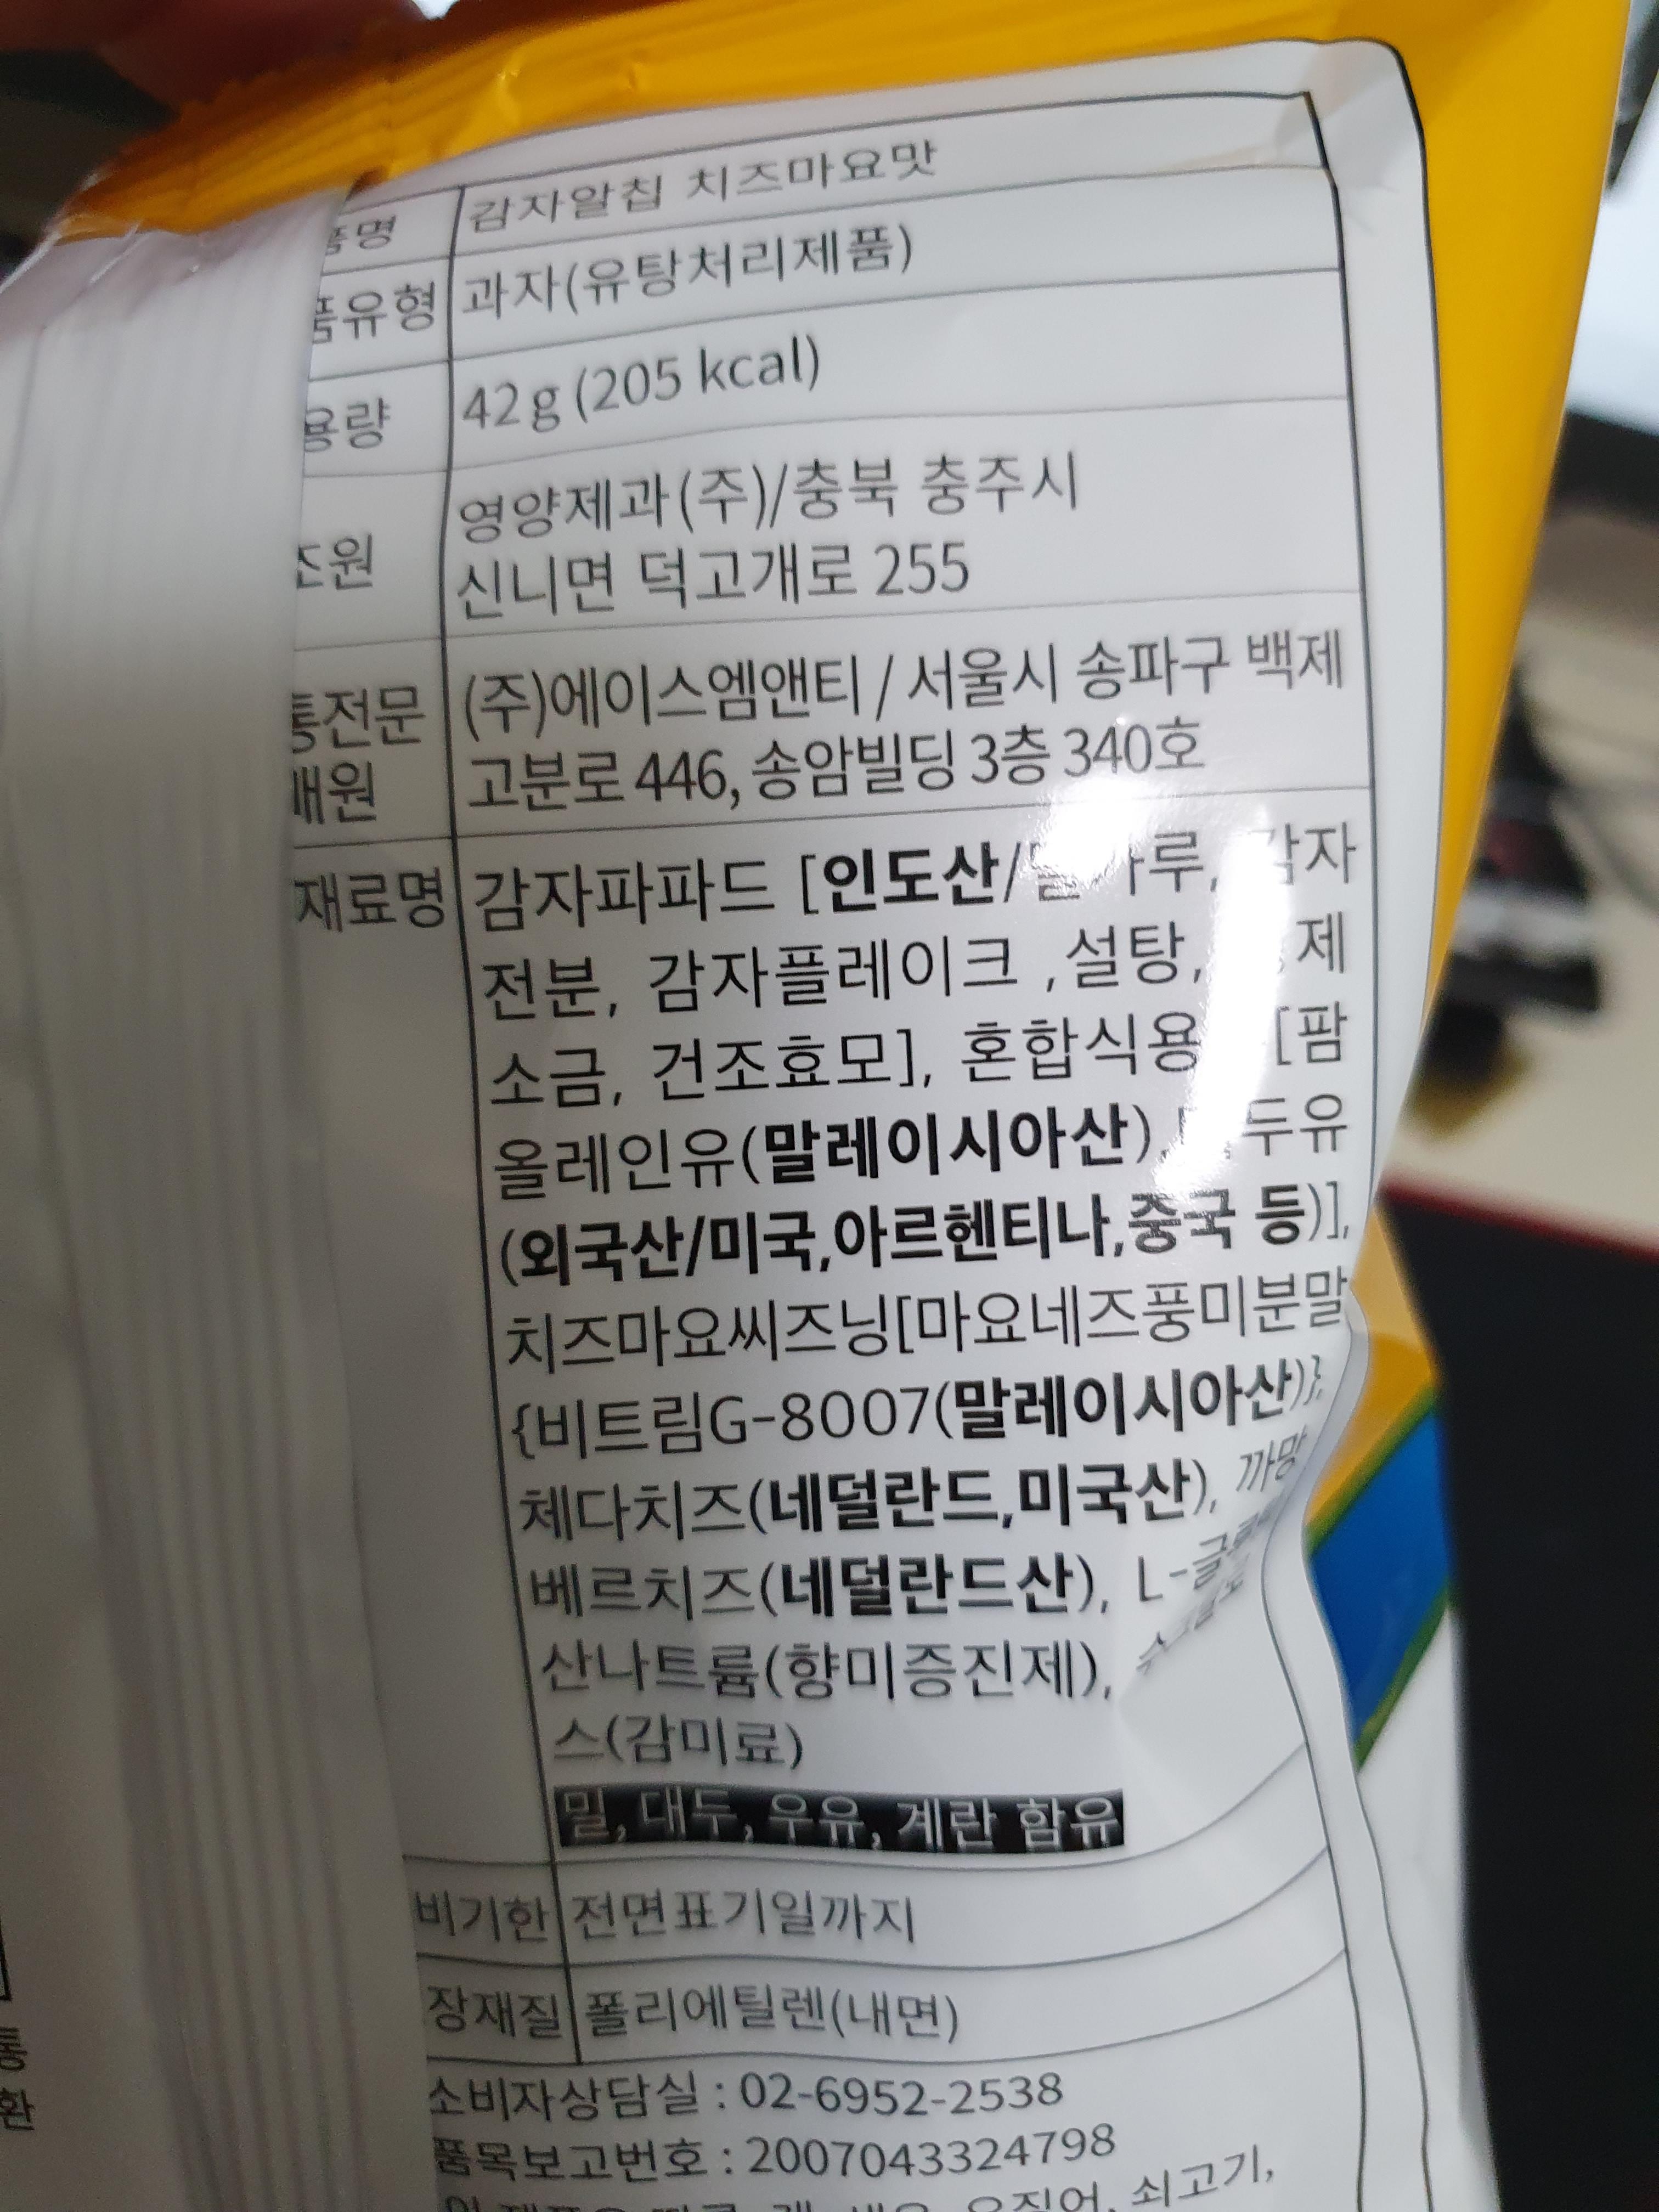 감자알칩 치즈마요맛
품명
과자(유탕처리제품)
품유형
42g (205 kcal)
용량
영양제과(주)/충북 충주시
조원
신니면 덕고개로 255
(주)에이스엠앤티 / 서울시 송파구 백제
통전문
고분로 446, 송암빌딩 3층 340호
매원
재료명
감자파파드 [인도산/밀가루, 감자
전분, 감자플레이크 ,설탕, 제
소금, 건조효모], 혼합식용 [팜
올레인유(말레이시아산), 두유
(외국산/미국,아르헨티나,중국 등)],
치즈마요씨즈닝[마요네즈풍미분말
{비트림G-8007(말레이시아산)},
체다치즈(네덜란드,미국산), 까망
베르치즈(네덜란드산), L-글루탐
산나트륨(향미증진제),
스(감미료)
밀, 대두, 우유, 계란 함유
비기한
전면표기일까지
장재질
폴리에틸렌(내면)
소비자상담실 : 02-6952-2538
품목보고번호 : 2007043324798
쇠고기,
통
환